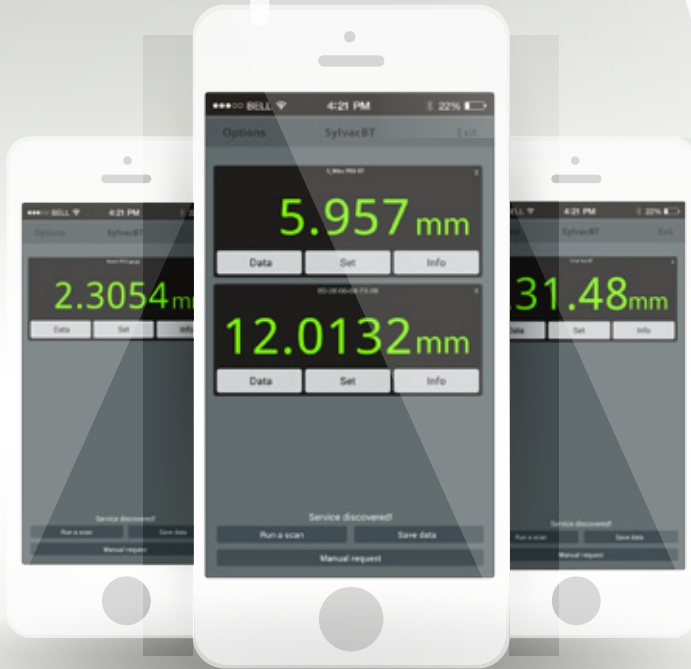 BELL 4:21 PM 22%
Options SylvacBT Exit
5.957 mm
Data Set Info
12.0132 mm
Data Set Info
Service discovered!
Run a scan Save data
Manual request
BELL 4:21 PM
Options SylvacBT
2.3054
Data Set Info
Service discovered!
Run a scan Save data
Manual request
4:21 PM 22%
SylvacBT Exit
31.48mm
Data Set Info
Service discovered!
Run a scan Save data
Manual request